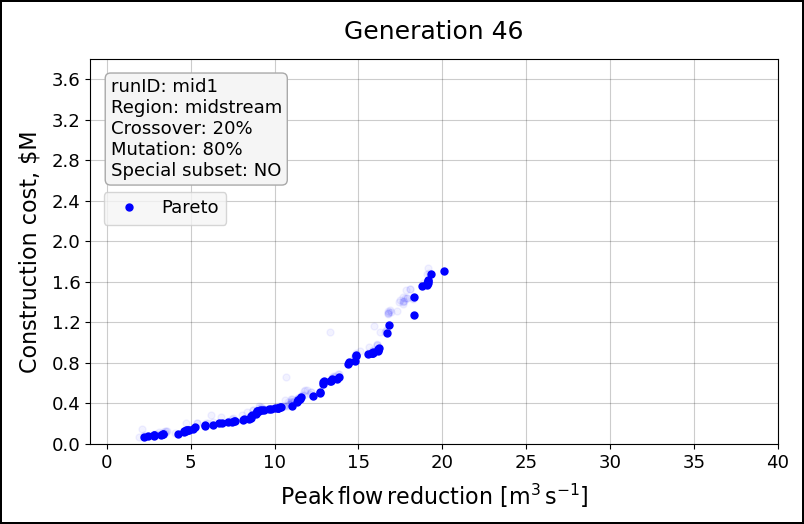 Generation 46
Construction cost, $M
3.6
3.2
2.8
2.4
2.0
1.6
1.2
0.8
0.4
0.0
runID: mid1
Region: midstream
Crossover: 20%
Mutation: 80%
Special subset: NO
Pareto
0 5 10 15 20 25 30 35 40
Peak flow reduction [m³ s⁻¹]